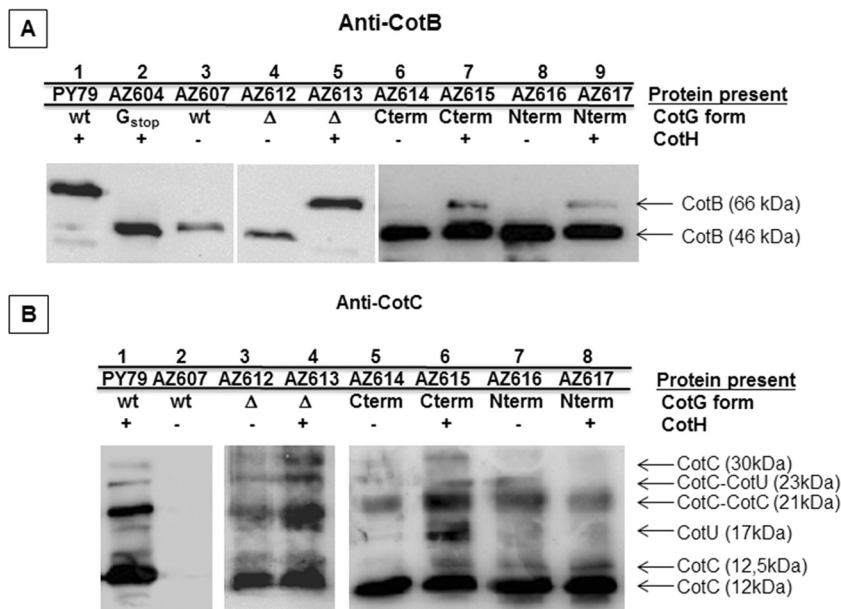 A
Anti-CotB
1 2 3 4 5 6 7 8 9
PY79 AZ604 AZ607 AZ612 AZ613 AZ614 AZ615 AZ616 AZ617 Protein present
wt Gstop wt Δ Δ Cterm Cterm Nterm Nterm CotG form
+ + - - + - + - + CotH
CotB (66 kDa)
CotB (46 kDa)
B
Anti-CotC
1 2 3 4 5 6 7 8
PY79 AZ607 AZ612 AZ613 AZ614 AZ615 AZ616 AZ617 Protein present
wt wt Δ Δ Cterm Cterm Nterm Nterm CotG form
+ - - + - + - + CotH
CotC (30kDa)
CotC-CotU (23kDa)
CotC-CotC (21kDa)
CotU (17kDa)
CotC (12,5kDa)
CotC (12kDa)